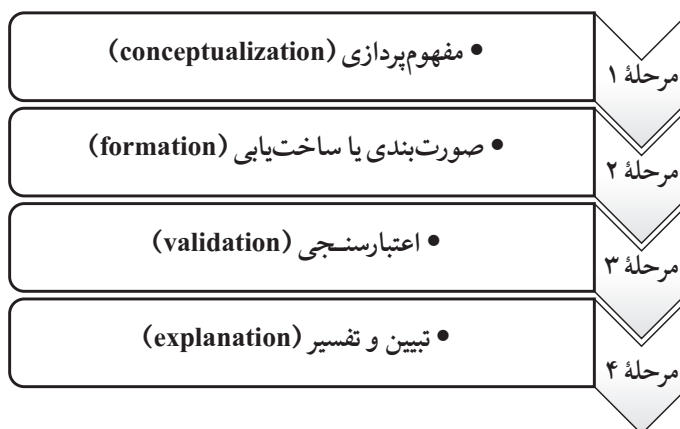 مرحلهٔ ۱
• مفهوم‌پردازی (conceptualization)
مرحلهٔ ۲
• صورت‌بندی یا ساخت‌یابی (formation)
مرحلهٔ ۳
• اعتبارسنـجی (validation)
مرحلهٔ ۴
• تبیین و تفسیر (explanation)